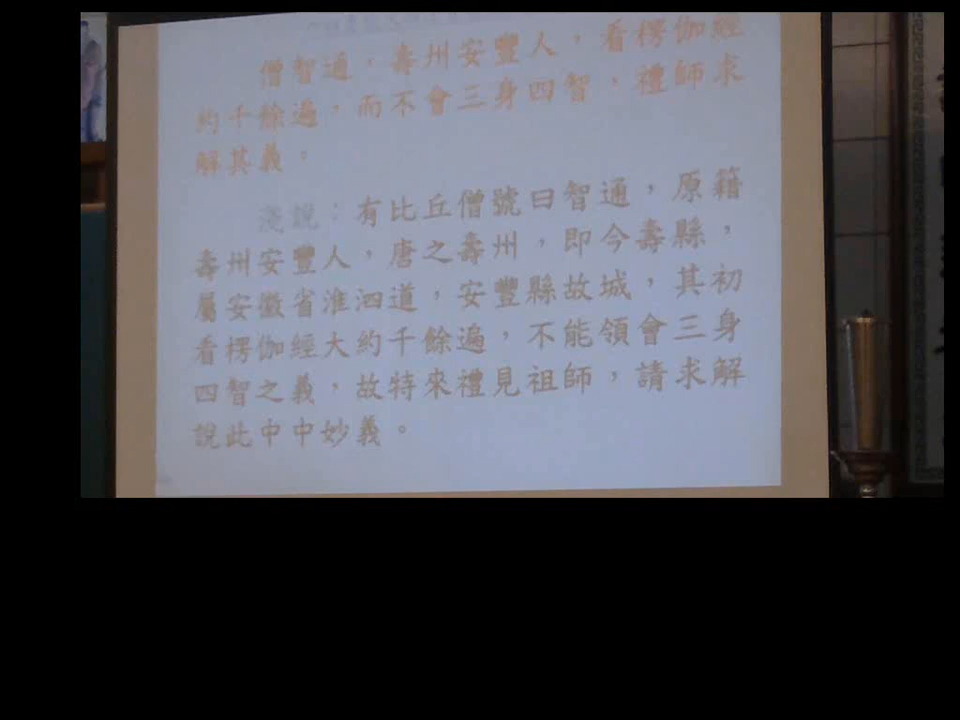 僧智通，壽州安豐人，看楞伽經
約千餘遍，而不會三身四智，禮師求
解其義。
淺說：有比丘僧號曰智通，原籍
壽州安豐人，唐之壽州，即今壽縣，
屬安徽省淮泗道，安豐縣故城，其初
看楞伽經大約千餘遍，不能領會三身
四智之義，故特來禮見祖師，請求解
說此中中妙義。